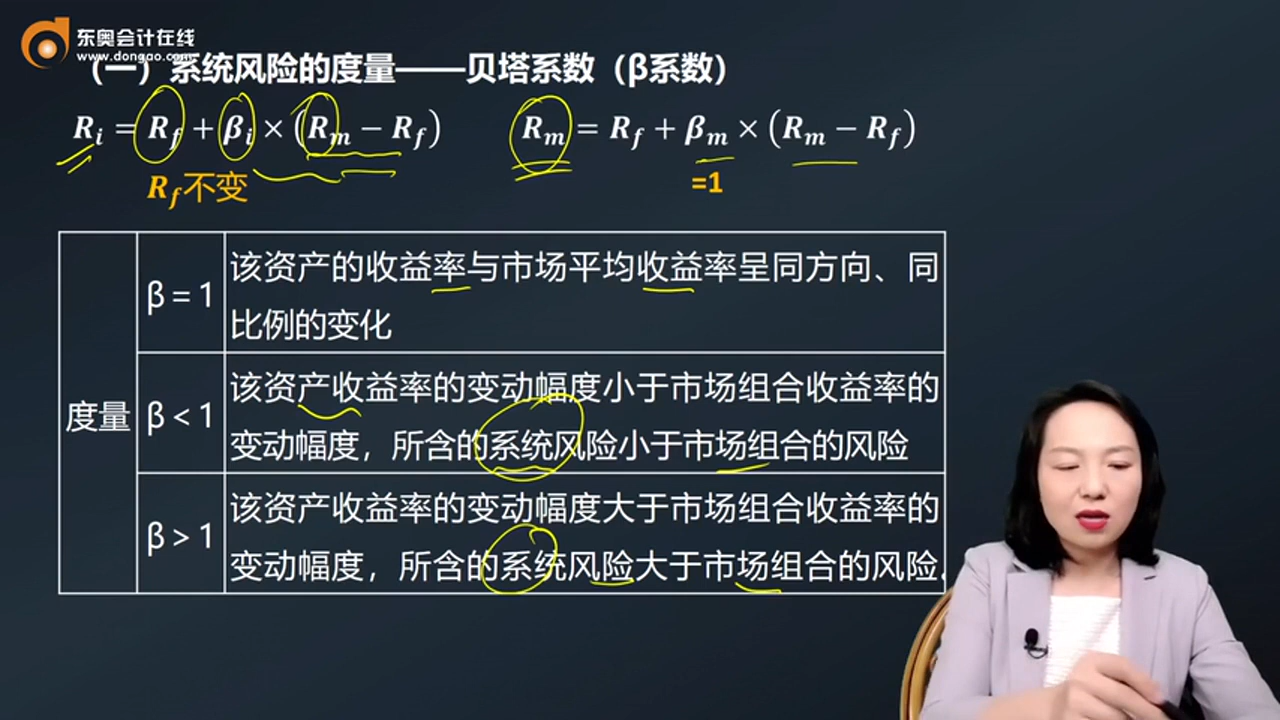 东奥会计在线
www.dongao.com
（一）系统风险的度量——贝塔系数（β系数）
R_i = R_f + β_i × (R_m − R_f)
R_m = R_f + β_m × (R_m − R_f)
R_f不变
=1
度量
β = 1
该资产的收益率与市场平均收益率呈同方向、同
比例的变化
β < 1
该资产收益率的变动幅度小于市场组合收益率的
变动幅度，所含的系统风险小于市场组合的风险
β > 1
该资产收益率的变动幅度大于市场组合收益率的
变动幅度，所含的系统风险大于市场组合的风险.